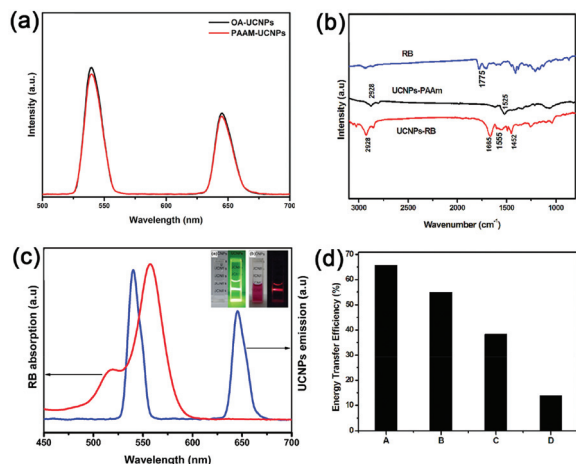 (a)
OA-UCNPs
PAAM-UCNPs
Intensity (a.u.)
500 550 600 650 700
Wavelength (nm)
(b)
RB
1775
2928
UCNPs-PAAm
1525
UCNPs-RB
2928
1665
1555
1452
Intensity (a.u)
3000 2500 2000 1500 1000
Wavenumber (cm-1)
(c)
RB absorption (a.u)
UCNPs emission (a.u)
450 500 550 600 650 700
Wavelength (nm)
(d)
Energy Transfer Efficiency (%)
70
60
50
40
30
20
10
0
A B C D